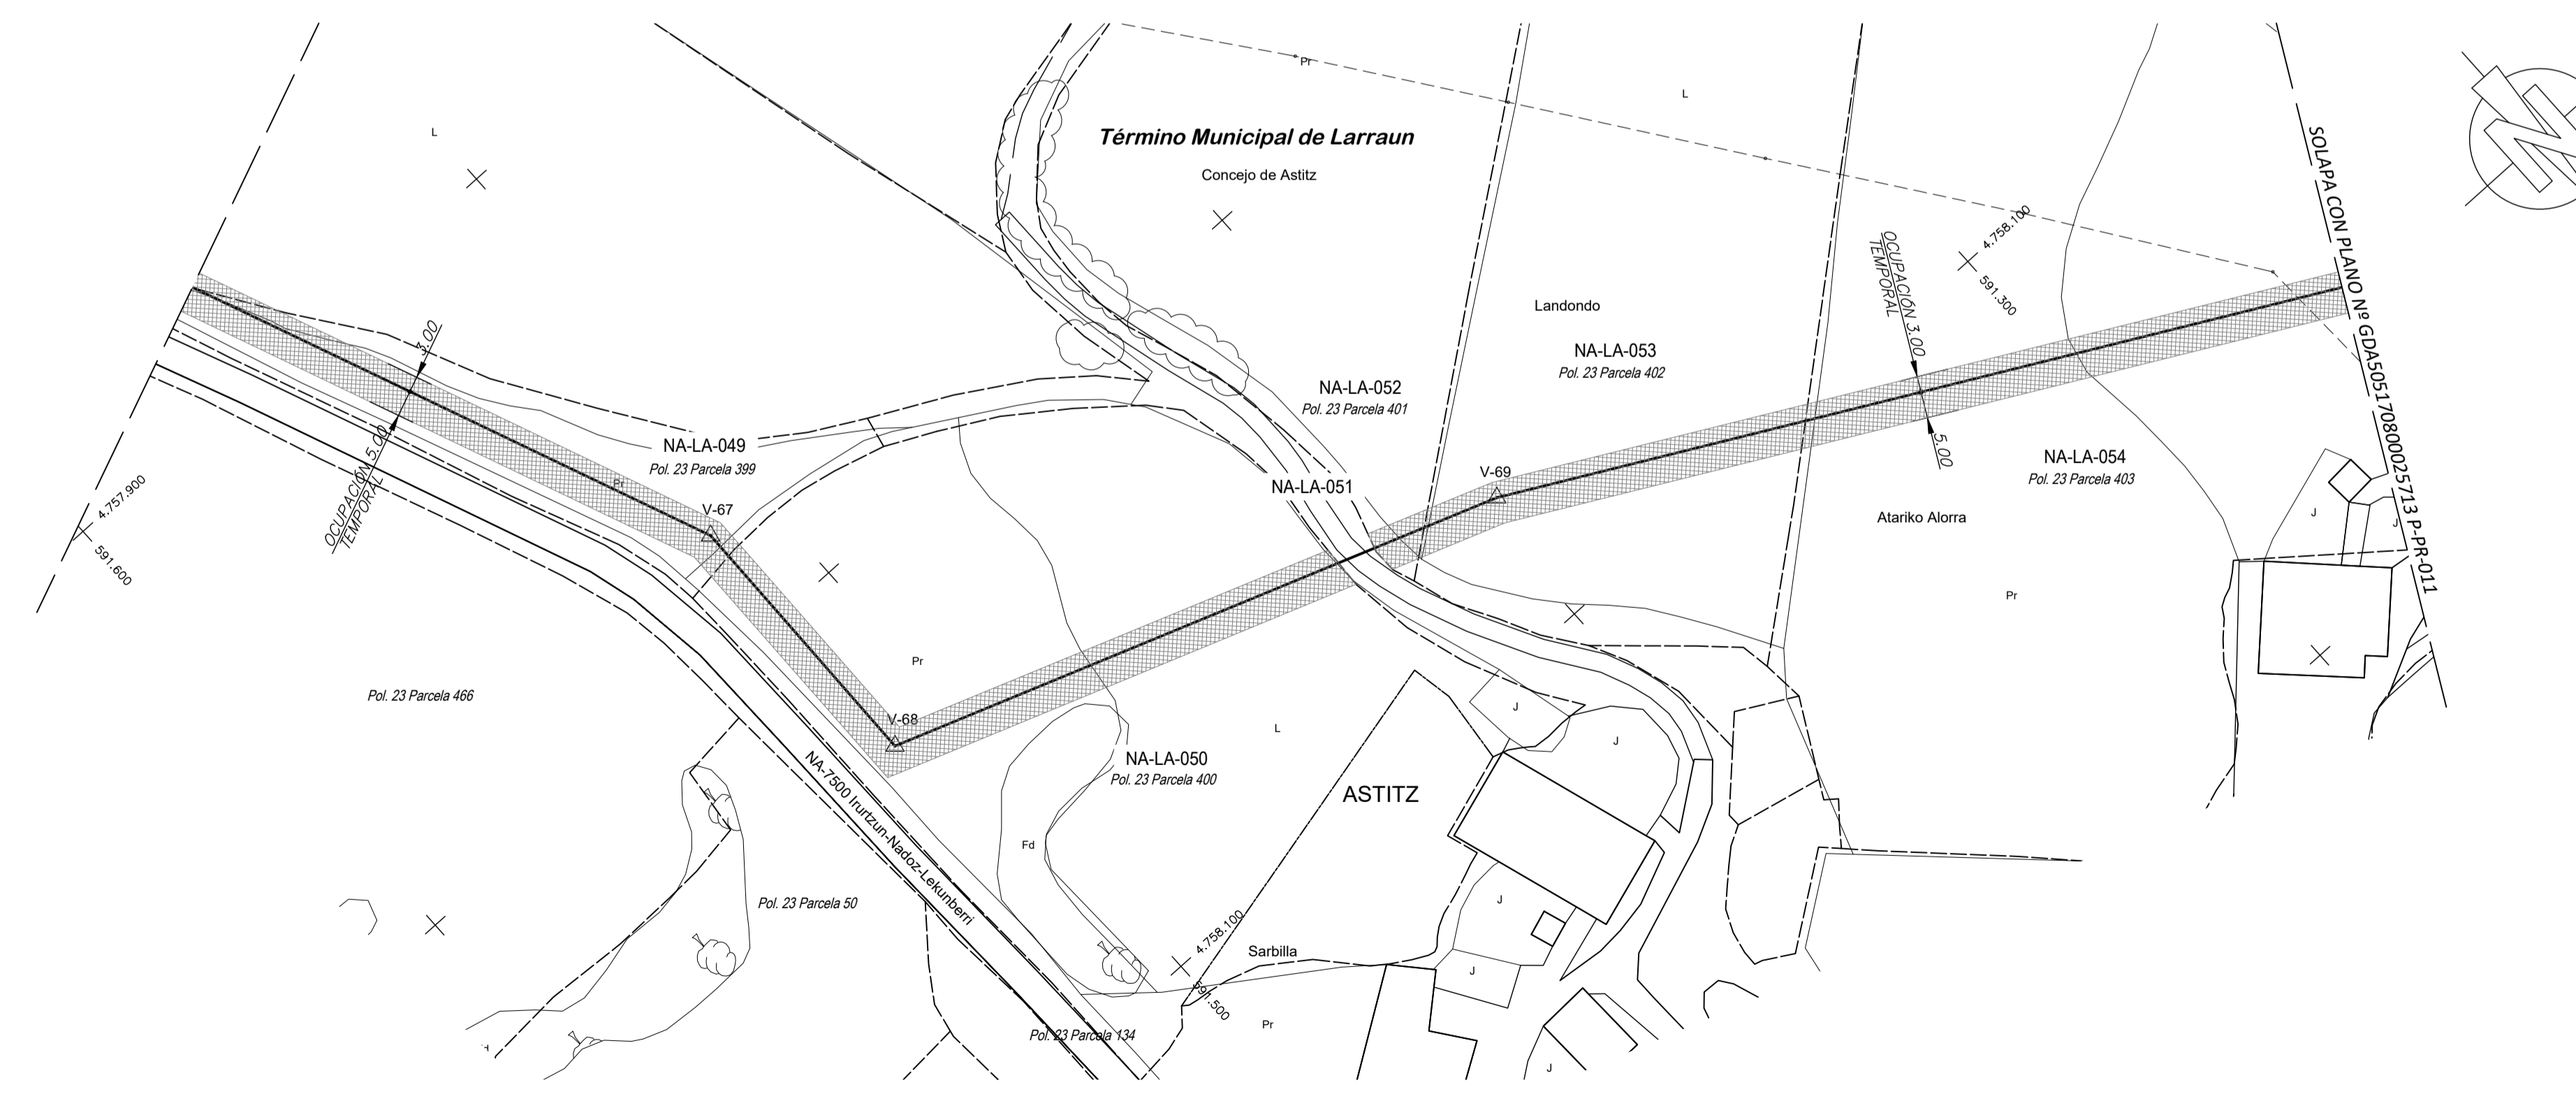 Pr
L
L
Término Municipal de Larraun
Concejo de Astitz
SOLAPA CON PLANO Nº GDA5051708000025713 P-PR-011
N
OCUPACIÓN 3.00
TEMPORAL
5.00
4.758.100
591.300
Landondo
NA-LA-053
Pol. 23 Parcela 402
NA-LA-052
Pol. 23 Parcela 401
3.00
OCUPACIÓN 5.00
TEMPORAL
NA-LA-049
Pol. 23 Parcela 399
Pr
V-67
NA-LA-051
V-69
NA-LA-054
Pol. 23 Parcela 403
Atariko Alorra
J
J
4.757.900
591.600
Pr
Pr
Pol. 23 Parcela 466
V-68
L
J
J
NA-LA-050
Pol. 23 Parcela 400
ASTITZ
NA-7500 Irurtzun-Nadoz-Lekunberri
Fd
Pol. 23 Parcela 50
J
4.758.100
591.500
Sarbilla
J
Pr
Pol. 23 Parcela 134
J